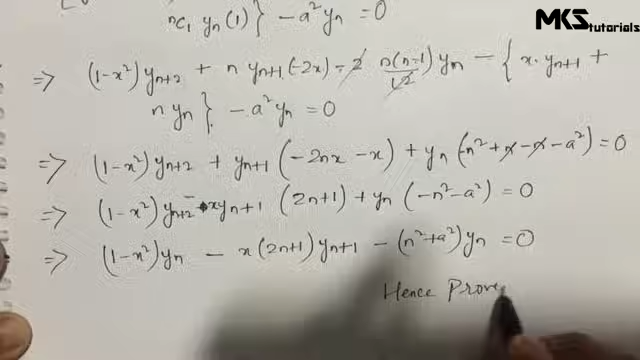 MKS
tutorials
nc₁ yₙ(1)} - a²yₙ = 0
⇒ (1-x²) yₙ₊₂ + n yₙ₊₁ (-2x) - 2 n(n-1)/⌊2 yₙ - {x. yₙ₊₁ +
n yₙ} - a²yₙ = 0
⇒ (1-x²) yₙ₊₂ + yₙ₊₁ (-2nx - x) + yₙ (n² + n - n - a²) = 0
⇒ (1-x²) yₙ₊₂ - xyₙ₊₁ (2n+1) + yₙ (-n² - a²) = 0
⇒ (1-x²) yₙ - x(2n+1) yₙ₊₁ - (n²+a²) yₙ = 0
Hence Prove